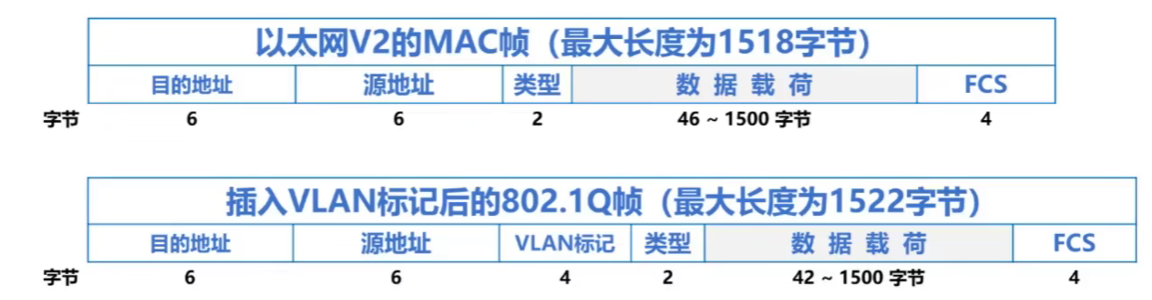 以太网V2的MAC帧（最大长度为1518字节）
目的地址 源地址 类型 数 据 载 荷 FCS
字节 6 6 2 46 ~ 1500 字节 4
插入VLAN标记后的802.1Q帧（最大长度为1522字节）
目的地址 源地址 VLAN标记 类型 数 据 载 荷 FCS
字节 6 6 4 2 42 ~ 1500 字节 4